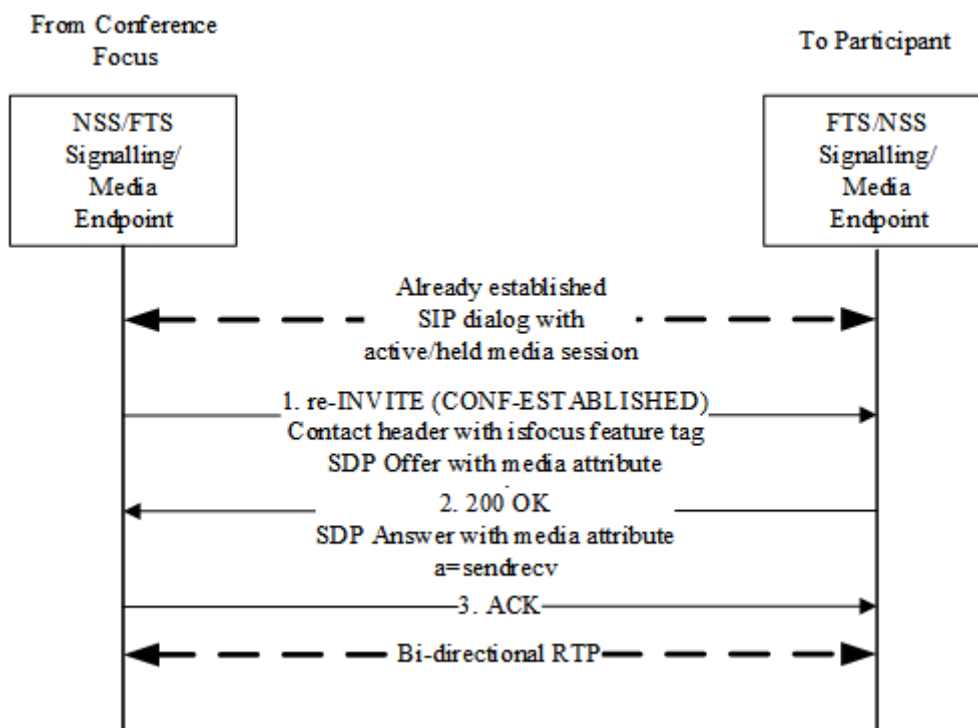 From Conference
Focus
To Participant
NSS/FTS
Signalling/
Media
Endpoint
FTS/NSS
Signalling/
Media
Endpoint
Already established
SIP dialog with
active/held media session
1. re-INVITE (CONF-ESTABLISHED)
Contact header with isfocus feature tag
SDP Offer with media attribute
2. 200 OK
SDP Answer with media attribute
a=sendrecv
3. ACK
Bi-directional RTP